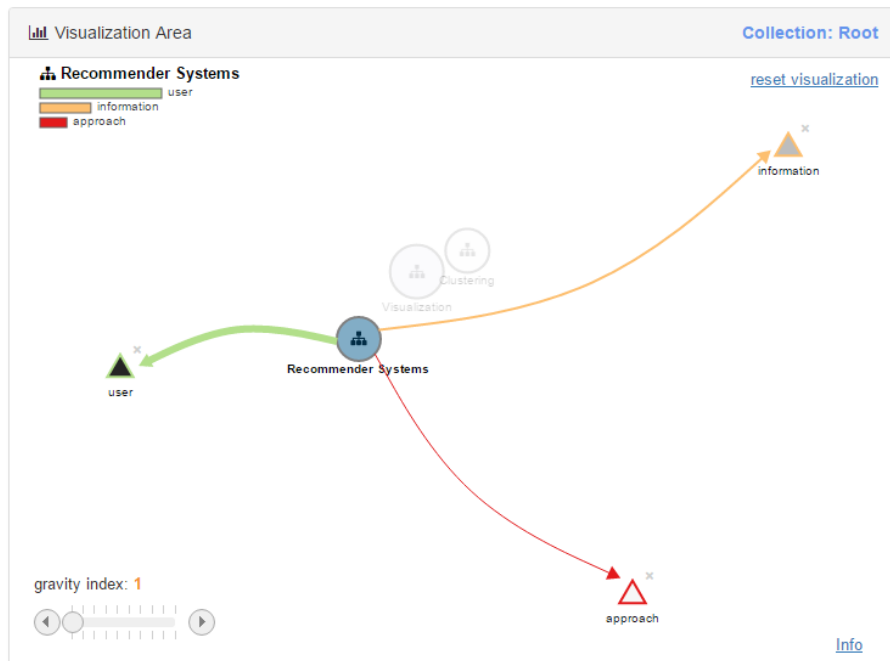 Visualization Area
Collection: Root
Recommender Systems
reset visualization
user
information
approach
information
Clustering
Visualization
Recommender Systems
user
gravity index: 1
approach
Info